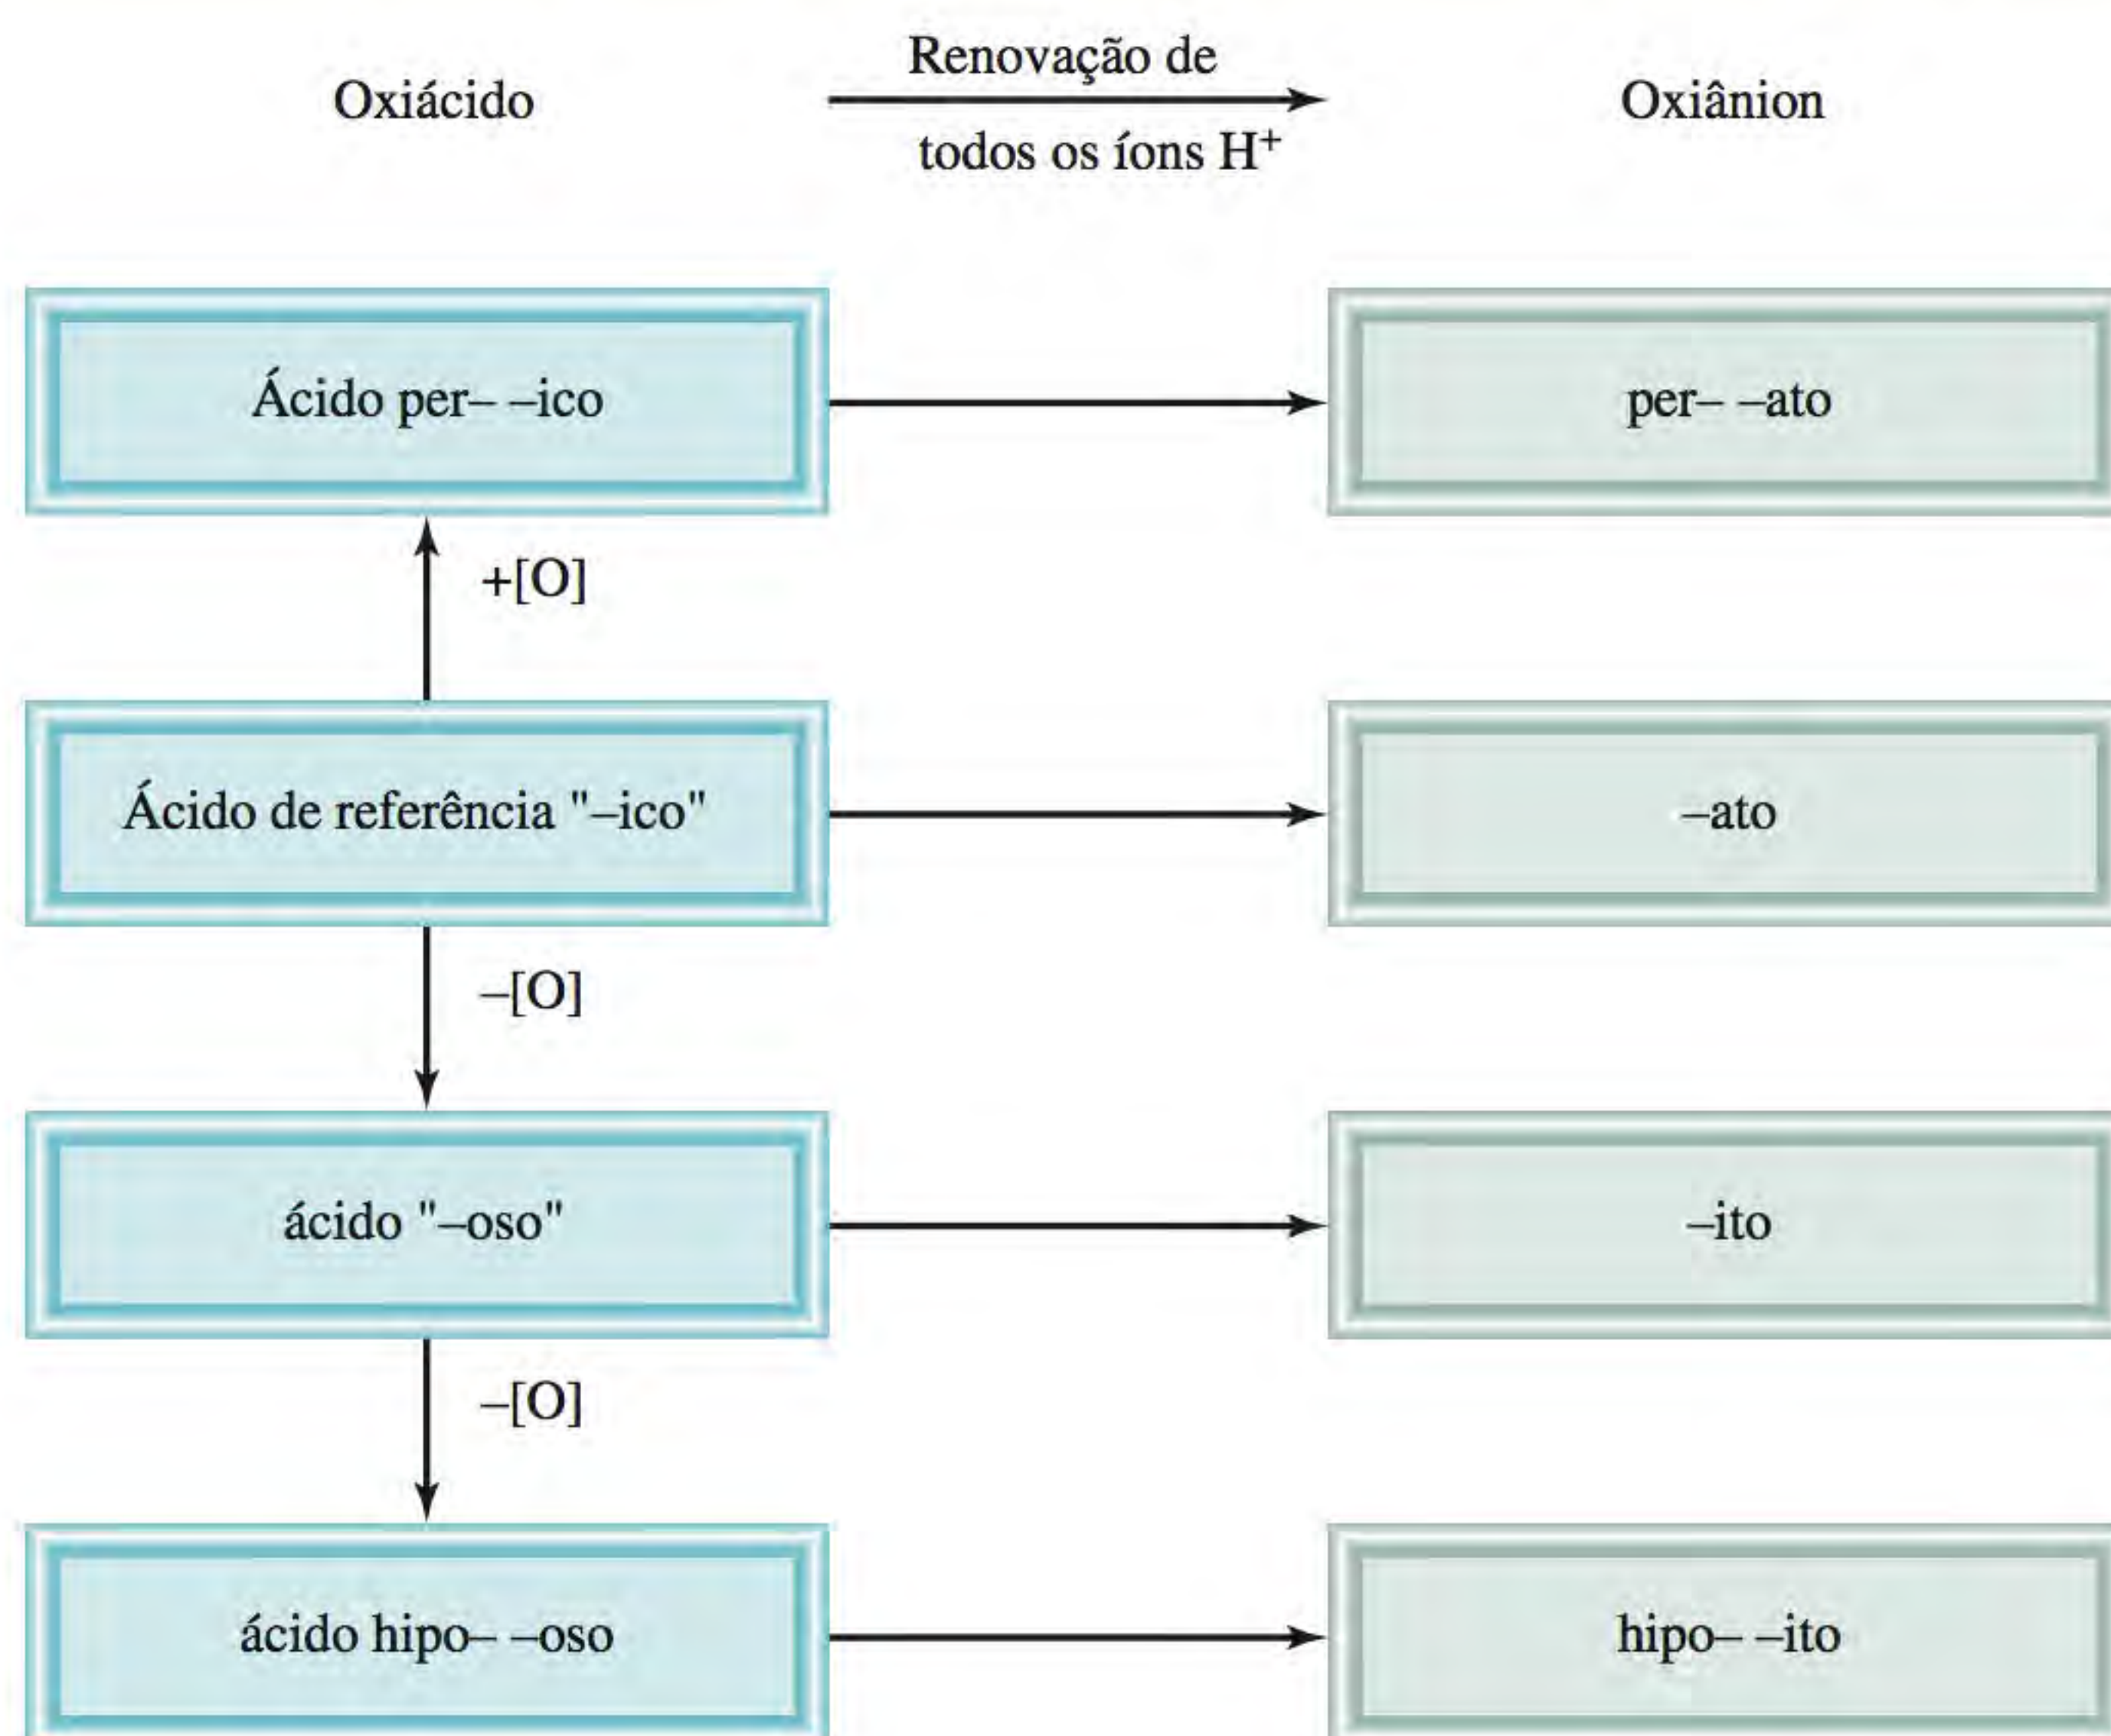 Oxiácido
Renovação de
todos os íons H+
Oxiânion
Ácido per– –ico
per– –ato
+[O]
Ácido de referência "–ico"
–ato
–[O]
ácido "–oso"
–ito
–[O]
ácido hipo– –oso
hipo– –ito